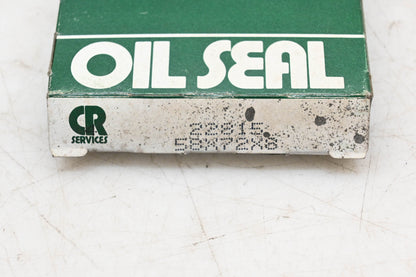 OIL SEAL
CR
SERVICES
22815
58X72X8